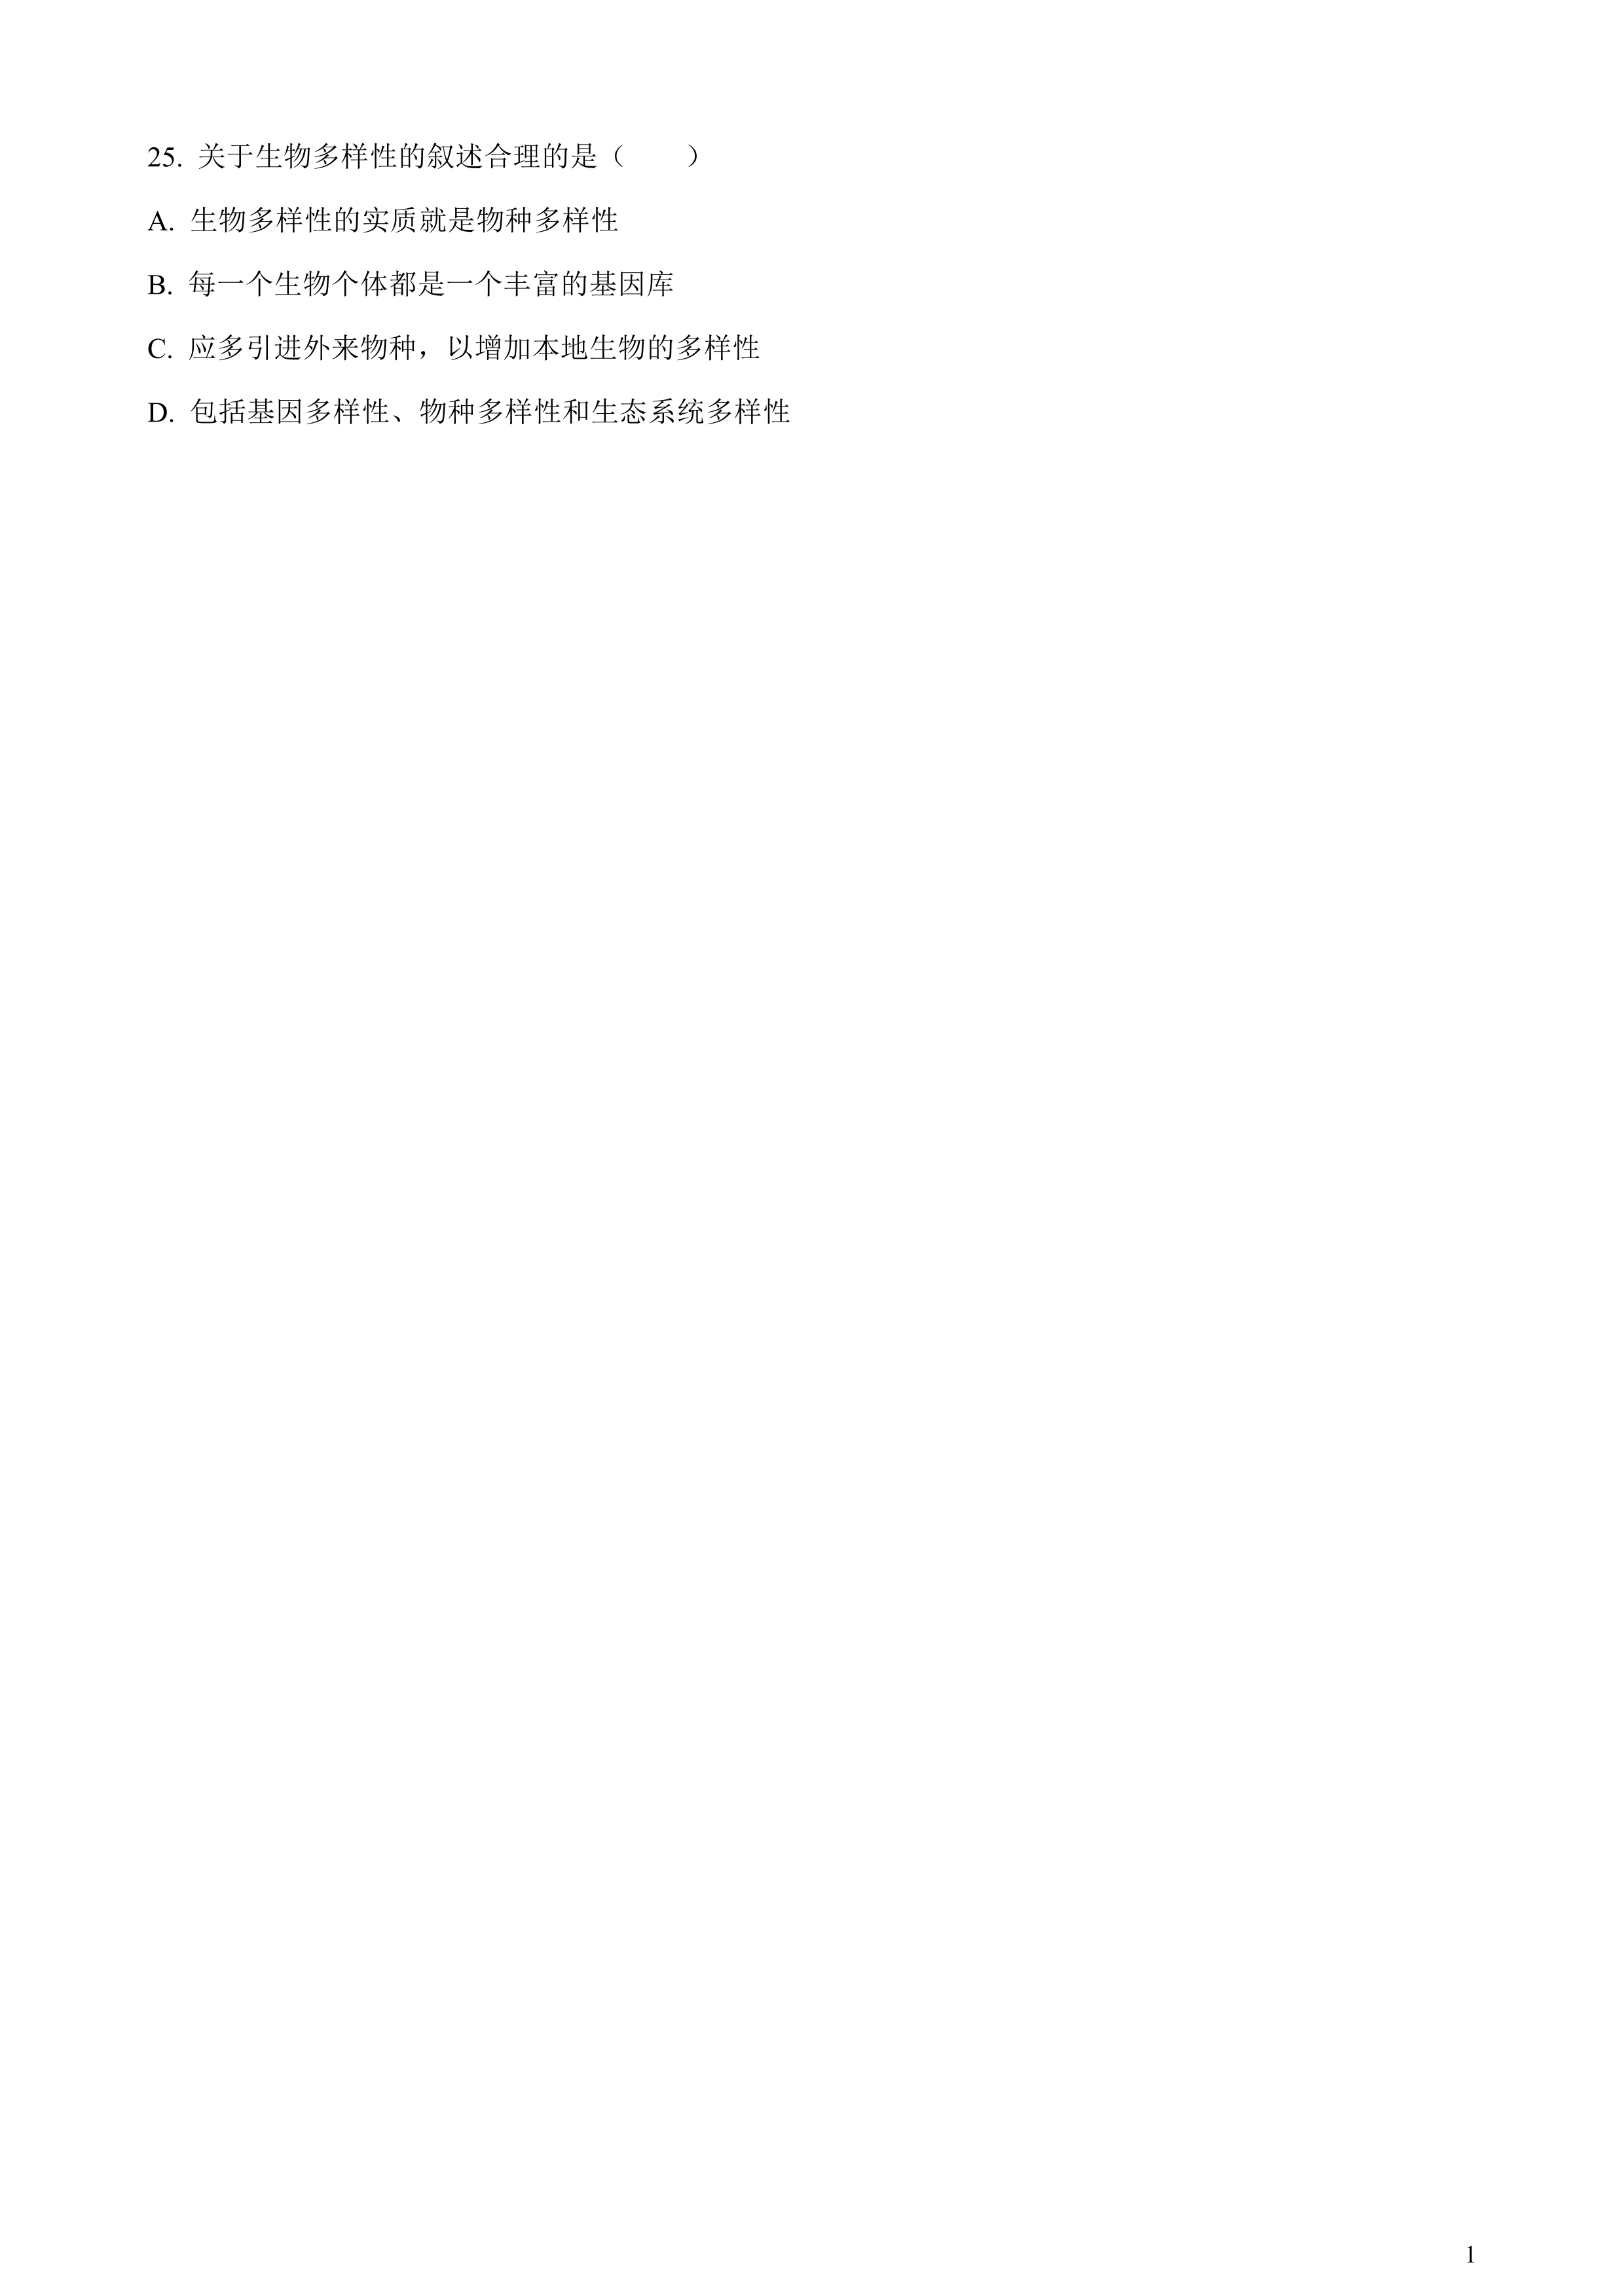 25. 关于生物多样性的叙述合理的是（　　）
A. 生物多样性的实质就是物种多样性
B. 每一个生物个体都是一个丰富的基因库
C. 应多引进外来物种，以增加本地生物的多样性
D. 包括基因多样性、物种多样性和生态系统多样性
1